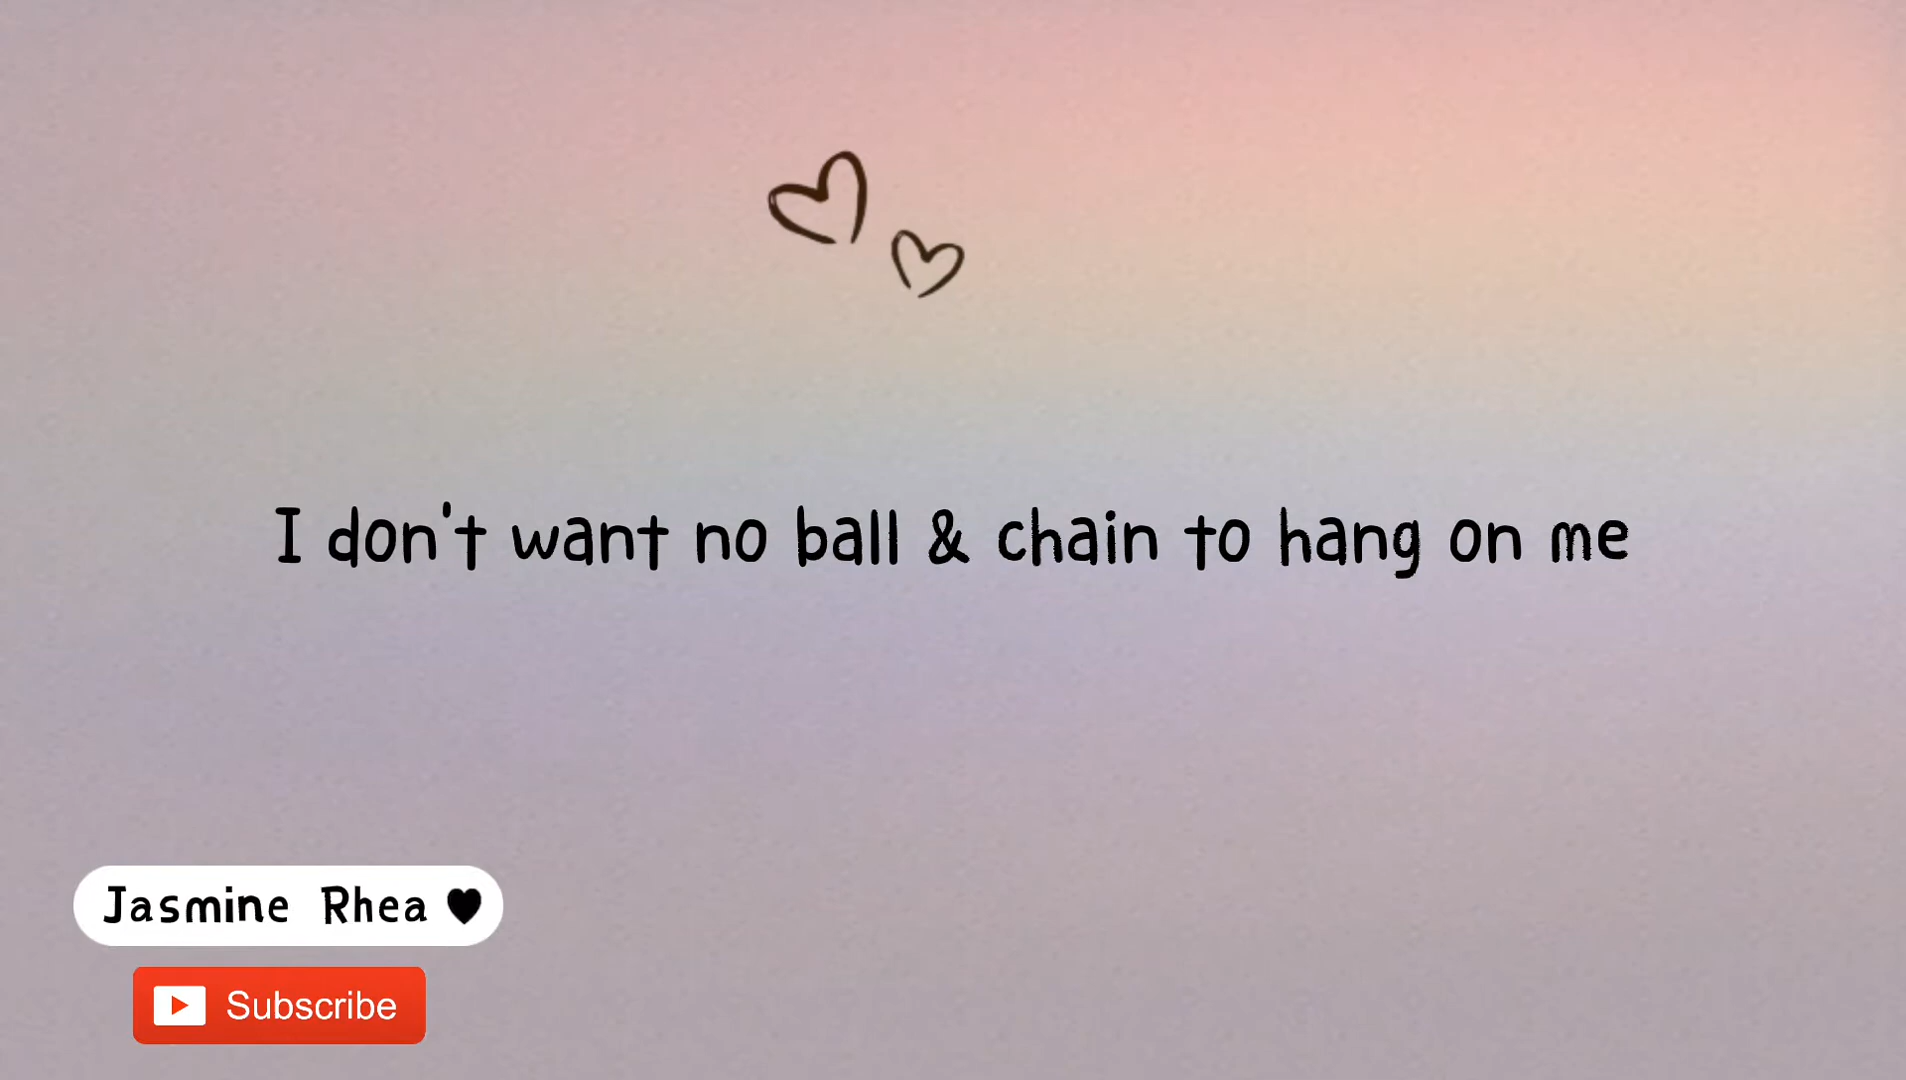 I don't want no ball & chain to hang on me
Jasmine Rhea ♥
Subscribe